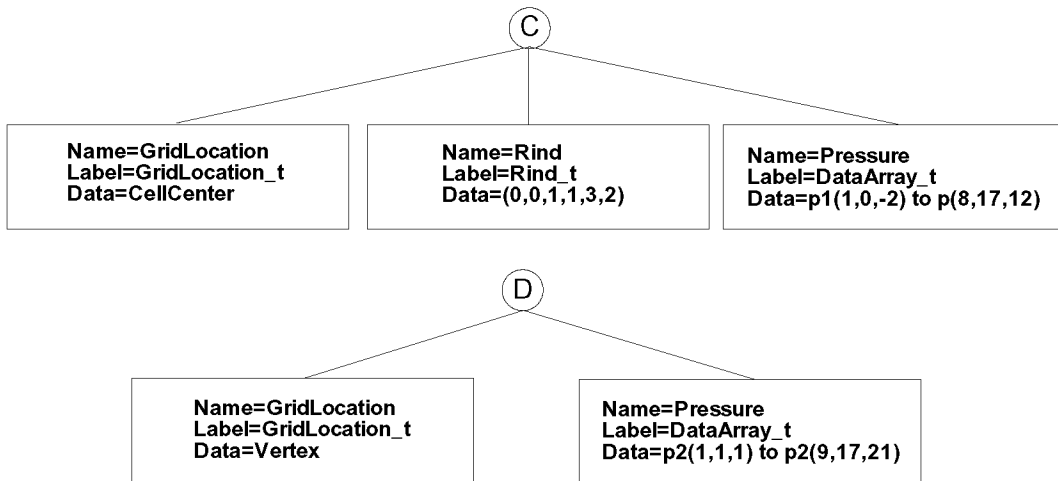 C
Name=GridLocation
Label=GridLocation_t
Data=CellCenter
Name=Rind
Label=Rind_t
Data=(0,0,1,1,3,2)
Name=Pressure
Label=DataArray_t
Data=p1(1,0,-2) to p(8,17,12)
D
Name=GridLocation
Label=GridLocation_t
Data=Vertex
Name=Pressure
Label=DataArray_t
Data=p2(1,1,1) to p2(9,17,21)